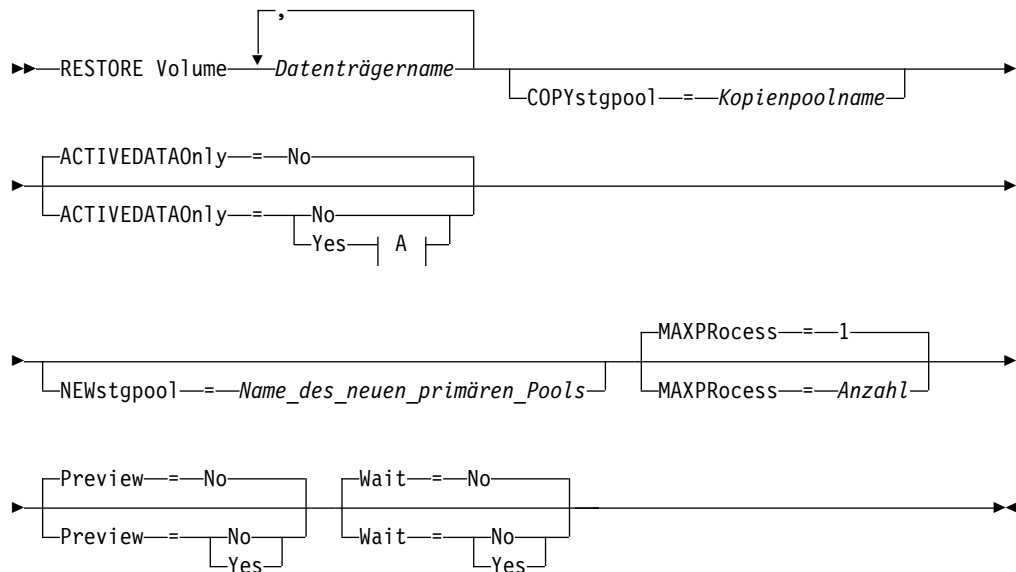 ,
RESTORE Volume Datenträgername
COPYstgpool = Kopienpoolname
ACTIVEDATAOnly = No
ACTIVEDATAOnly = No
Yes A
NEWstgpool = Name_des_neuen_primären_Pools
MAXPRocess = 1
MAXPRocess = Anzahl
Preview = No
Preview = No
Yes
Wait = No
Wait = No
Yes